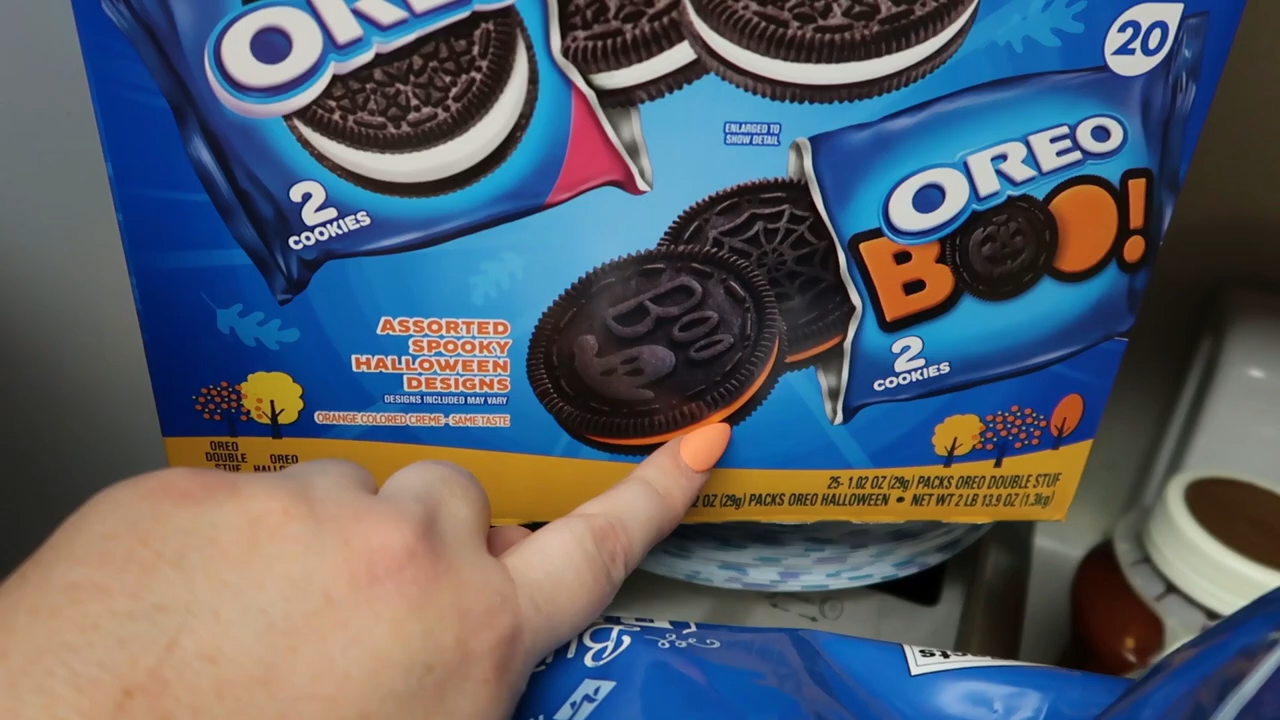 OREO
20
ENLARGED TO
SHOW DETAIL
OREO
BOO!
2
COOKIES
Boo
2
COOKIES
ASSORTED
SPOOKY
HALLOWEEN
DESIGNS
DESIGNS INCLUDED MAY VARY
ORANGE COLORED CREME - SAME TASTE
OREO
DOUBLE
STUF
OREO
25- 1.02 OZ (29g) PACKS OREO DOUBLE STUF
OZ (29g) PACKS OREO HALLOWEEN • NET WT 2 LB 13.9 OZ (1.3kg)